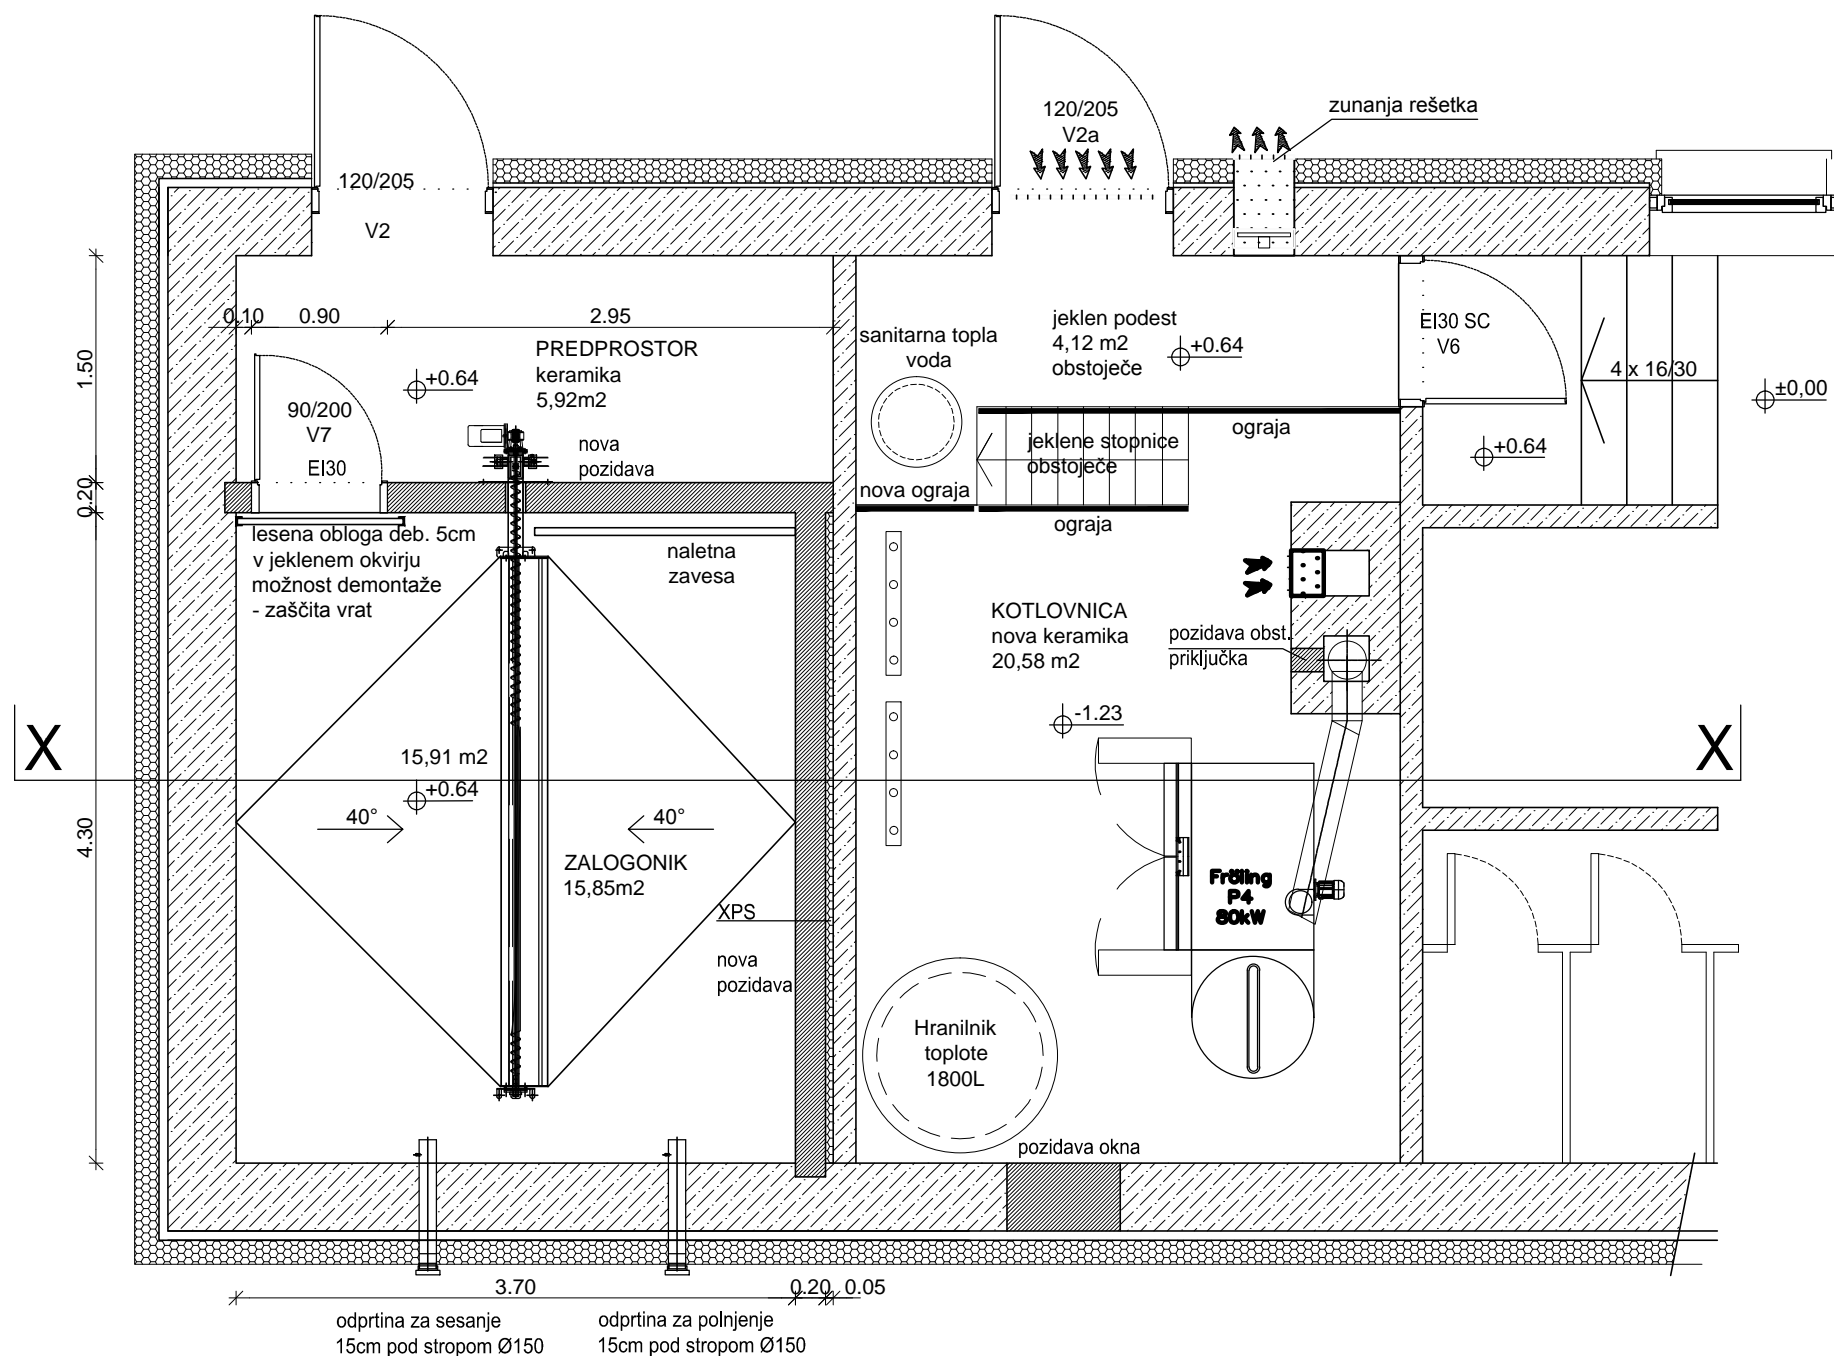 zunanja rešetka
120/205
V2a
120/205
V2
0.10
0.90
2.95
1.50
0.20
4.30
PREDPROSTOR
keramika
5,92m2
+0.64
90/200
V7
EI30
nova
pozidava
sanitarna topla
voda
jeklen podest
4,12 m2
obstoječe
+0.64
EI30 SC
V6
4 x 16/30
±0,00
+0.64
ograja
jeklene stopnice
obstoječe
nova ograja
ograja
lesena obloga deb. 5cm
v jeklenem okvirju
možnost demontaže
- zaščita vrat
naletna
zavesa
KOTLOVNICA
nova keramika
20,58 m2
pozidava obst.
priključka
-1.23
X
X
15,91 m2
+0.64
40°
40°
ZALOGONIK
15,85m2
XPS
nova
pozidava
Fröling
P4
80kW
Hranilnik
toplote
1800L
pozidava okna
3.70
0.20
0.05
odprtina za sesanje
15cm pod stropom Ø150
odprtina za polnjenje
15cm pod stropom Ø150